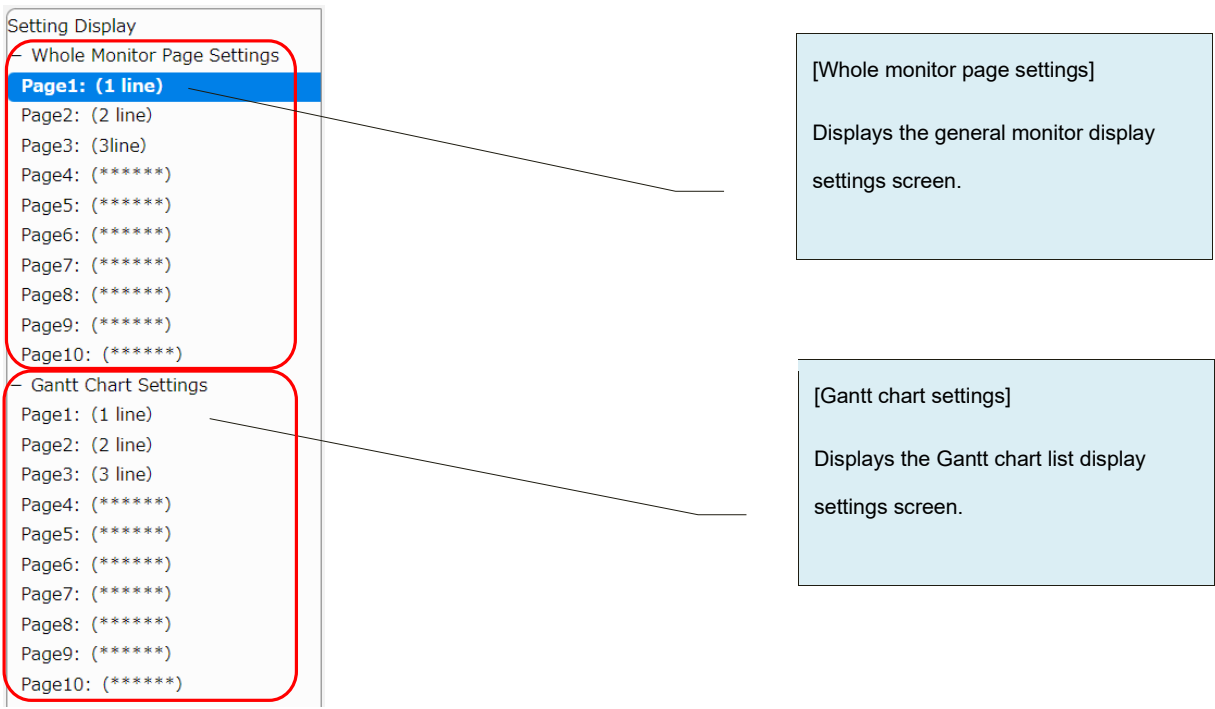 Setting Display
− Whole Monitor Page Settings
Page1: (1 line)
Page2: (2 line)
Page3: (3line)
Page4: (******)
Page5: (******)
Page6: (******)
Page7: (******)
Page8: (******)
Page9: (******)
Page10: (******)
− Gantt Chart Settings
Page1: (1 line)
Page2: (2 line)
Page3: (3 line)
Page4: (******)
Page5: (******)
Page6: (******)
Page7: (******)
Page8: (******)
Page9: (******)
Page10: (******)
[Whole monitor page settings]
Displays the general monitor display
settings screen.
[Gantt chart settings]
Displays the Gantt chart list display
settings screen.